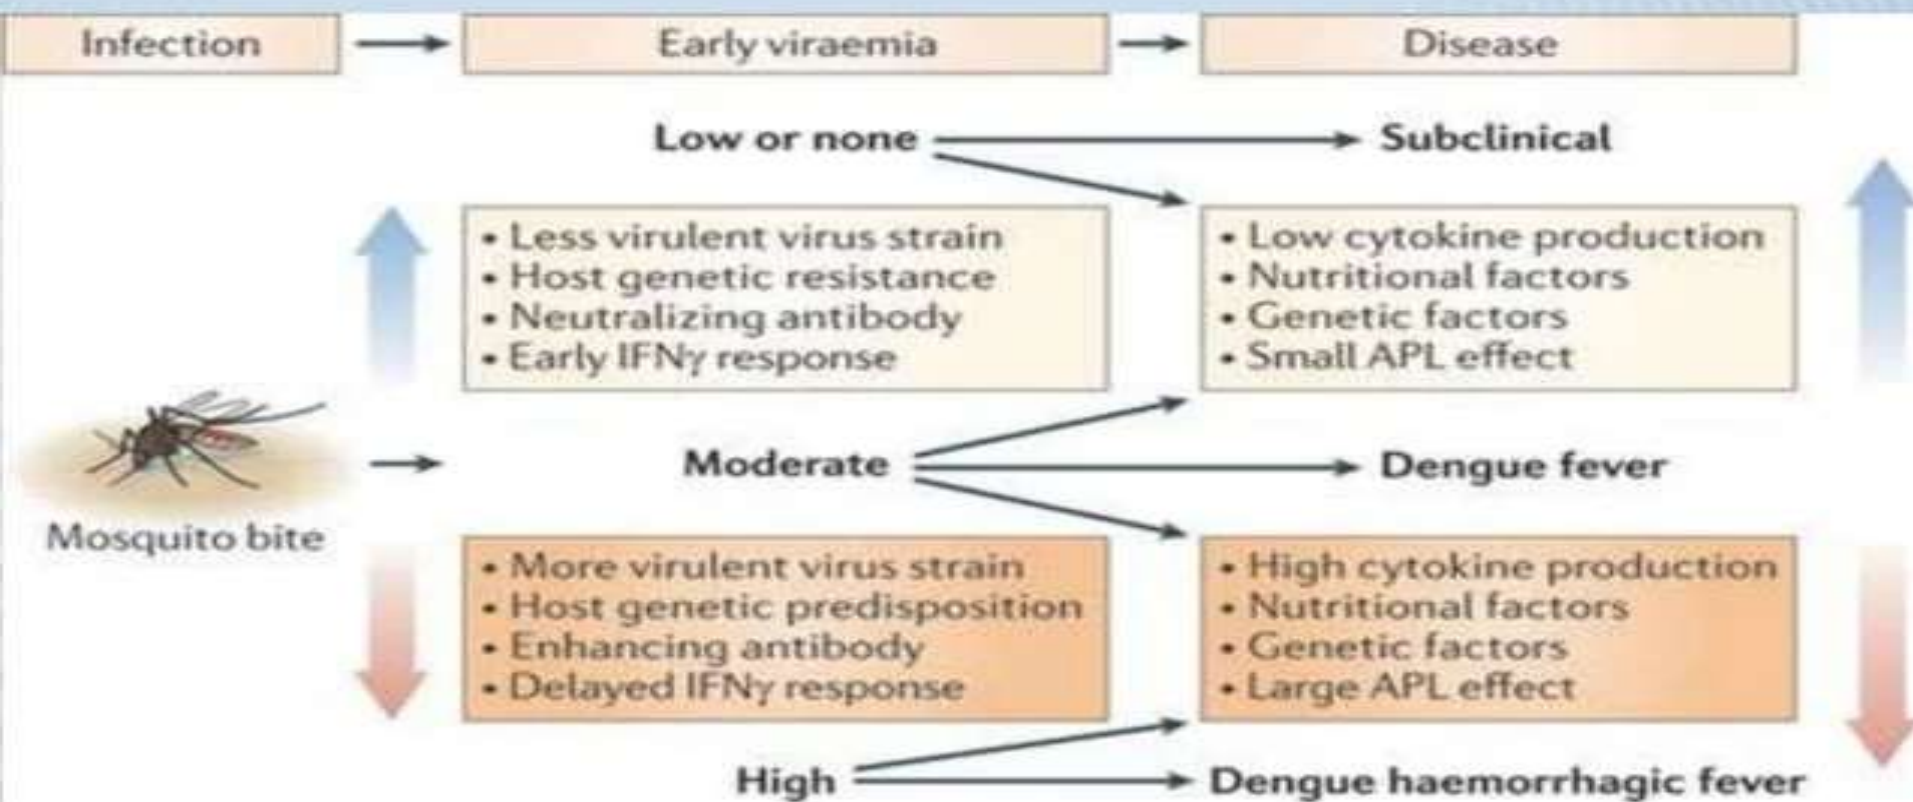 Infection
Early viraemia
Disease
Low or none
Subclinical
• Less virulent virus strain
• Host genetic resistance
• Neutralizing antibody
• Early IFNγ response
• Low cytokine production
• Nutritional factors
• Genetic factors
• Small APL effect
Mosquito bite
Moderate
Dengue fever
• More virulent virus strain
• Host genetic predisposition
• Enhancing antibody
• Delayed IFNγ response
• High cytokine production
• Nutritional factors
• Genetic factors
• Large APL effect
High
Dengue haemorrhagic fever